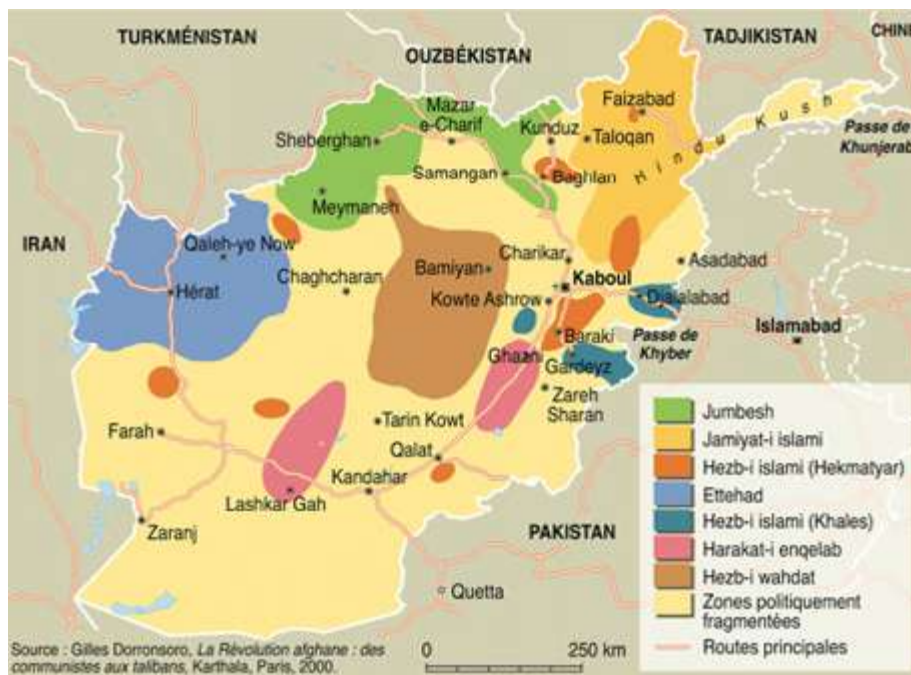 TURKMÉNISTAN
OUZBÉKISTAN
TADJIKISTAN
CHINE
Mazar
e-Charif
Kunduz
Faizabad
Taloqan
Sheberghan
Hindu Kush
Passe de
Khunjerab
Samangan
Baghlan
Meymaneh
IRAN
Qaleh-ye Now
Charikar
Asadabad
Chaghcharan
Bamiyan
Kaboul
Hérat
Kowte Ashrow
Djalalabad
Islamabad
Baraki
Passe de
Khyber
Ghazni
Gardeyz
Zareh
Sharan
Tarin Kowt
Farah
Qalat
Kandahar
Lashkar Gah
Zaranj
PAKISTAN
Quetta
Jumbesh
Jamiyat-i islami
Hezb-i islami (Hekmatyar)
Ettehad
Hezb-i islami (Khales)
Harakat-i enqelab
Hezb-i wahdat
Zones politiquement
fragmentées
Routes principales
Source : Gilles Dorronsoro, La Révolution afghane : des
communistes aux talibans, Karthala, Paris, 2000.
0 250 km